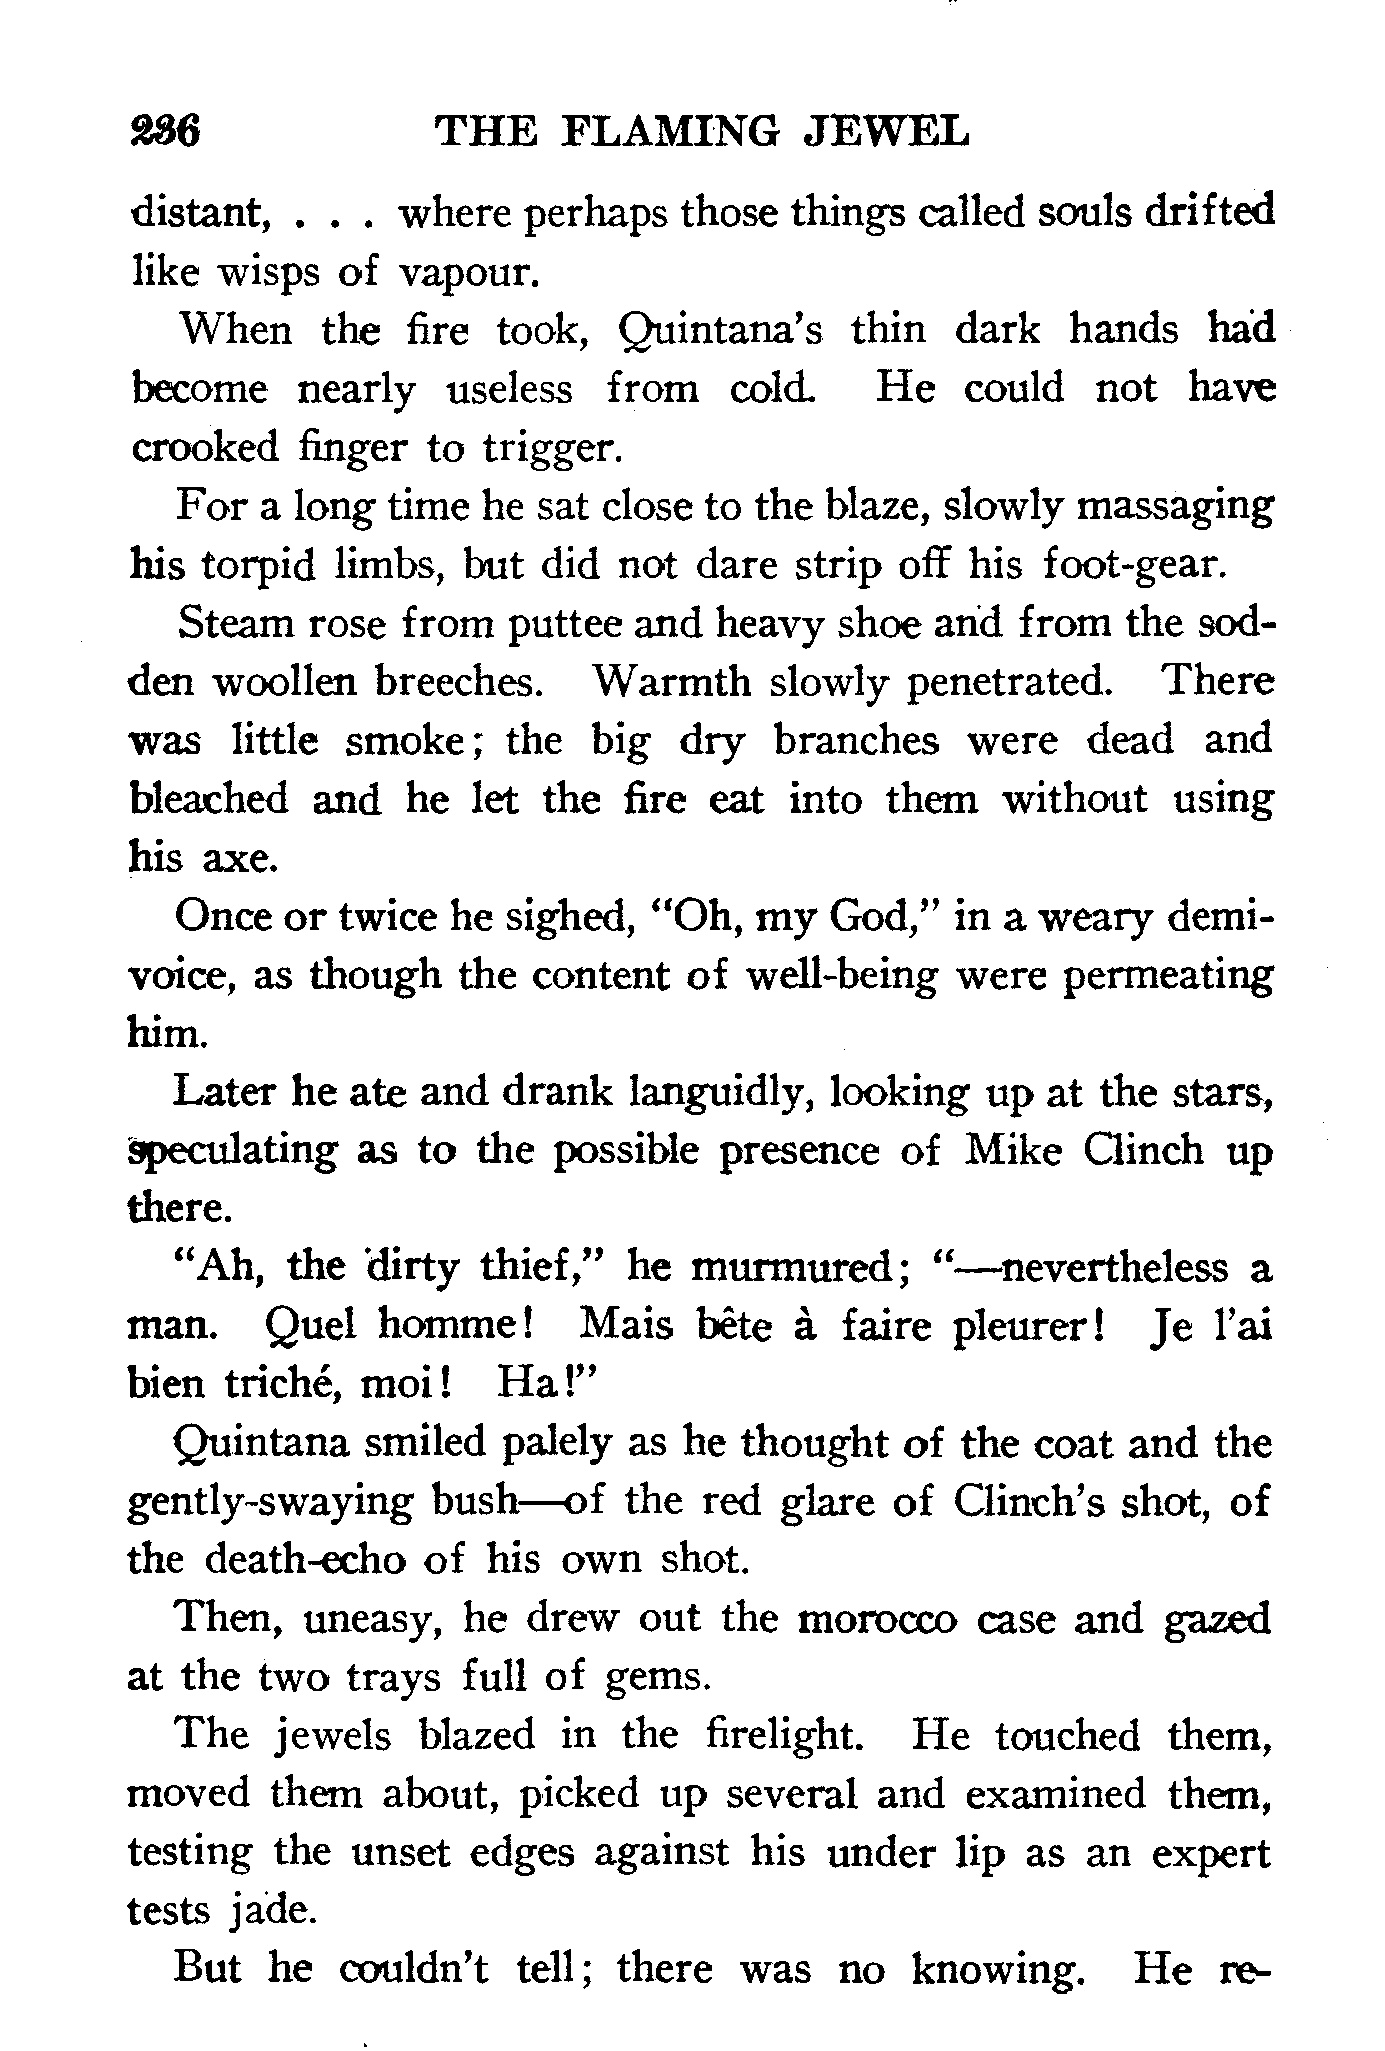 236 THE FLAMING JEWEL
distant, . . . where perhaps those things called souls drifted
like wisps of vapour.
When the fire took, Quintana's thin dark hands had
become nearly useless from cold. He could not have
crooked finger to trigger.
For a long time he sat close to the blaze, slowly massaging
his torpid limbs, but did not dare strip off his foot-gear.
Steam rose from puttee and heavy shoe and from the sod-
den woollen breeches. Warmth slowly penetrated. There
was little smoke; the big dry branches were dead and
bleached and he let the fire eat into them without using
his axe.
Once or twice he sighed, "Oh, my God," in a weary demi-
voice, as though the content of well-being were permeating
him.
Later he ate and drank languidly, looking up at the stars,
speculating as to the possible presence of Mike Clinch up
there.
"Ah, the dirty thief," he murmured; "—nevertheless a
man. Quel homme! Mais bête à faire pleurer! Je l'ai
bien triché, moi! Ha!"
Quintana smiled palely as he thought of the coat and the
gently-swaying bush—of the red glare of Clinch's shot, of
the death-echo of his own shot.
Then, uneasy, he drew out the morocco case and gazed
at the two trays full of gems.
The jewels blazed in the firelight. He touched them,
moved them about, picked up several and examined them,
testing the unset edges against his under lip as an expert
tests jade.
But he couldn't tell; there was no knowing. He re-